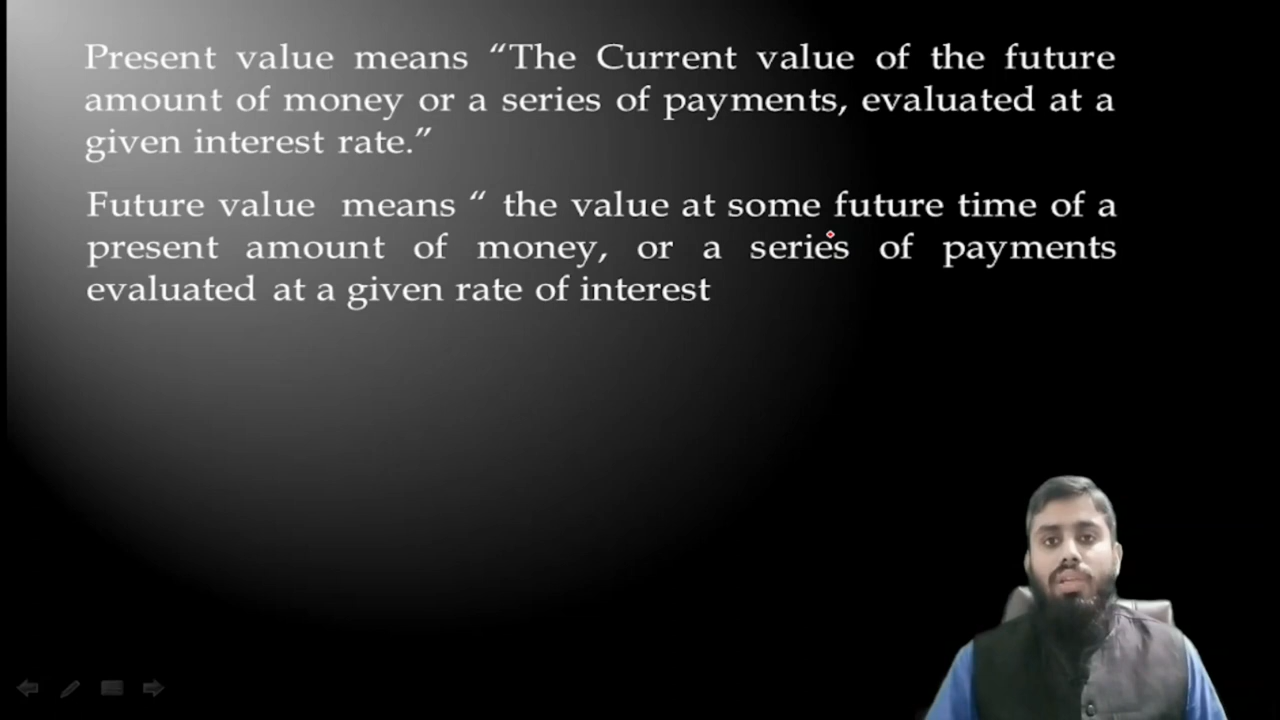 Present value means “The Current value of the future
amount of money or a series of payments, evaluated at a
given interest rate.”
Future value means “ the value at some future time of a
present amount of money, or a series of payments
evaluated at a given rate of interest